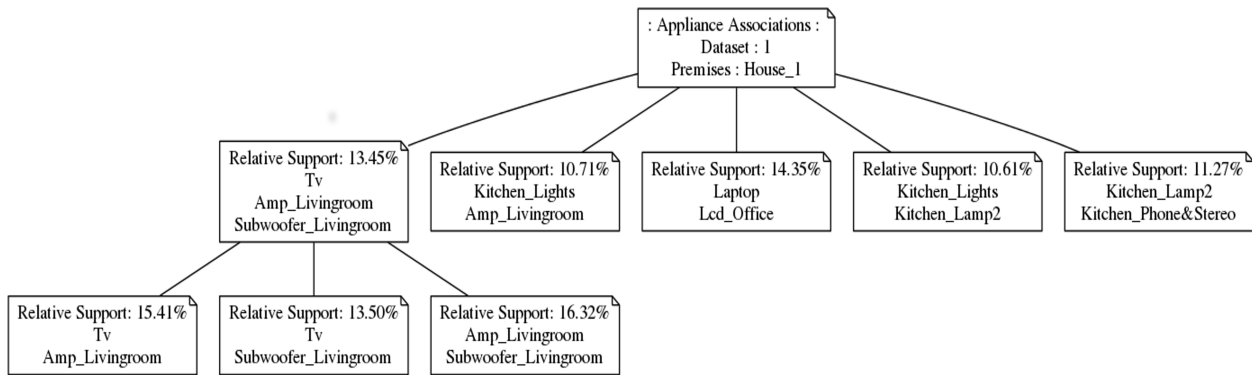 : Appliance Associations :
Dataset : 1
Premises : House_1
Relative Support: 13.45%
Tv
Amp_Livingroom
Subwoofer_Livingroom
Relative Support: 10.71%
Kitchen_Lights
Amp_Livingroom
Relative Support: 14.35%
Laptop
Lcd_Office
Relative Support: 10.61%
Kitchen_Lights
Kitchen_Lamp2
Relative Support: 11.27%
Kitchen_Lamp2
Kitchen_Phone&Stereo
Relative Support: 15.41%
Tv
Amp_Livingroom
Relative Support: 13.50%
Tv
Subwoofer_Livingroom
Relative Support: 16.32%
Amp_Livingroom
Subwoofer_Livingroom